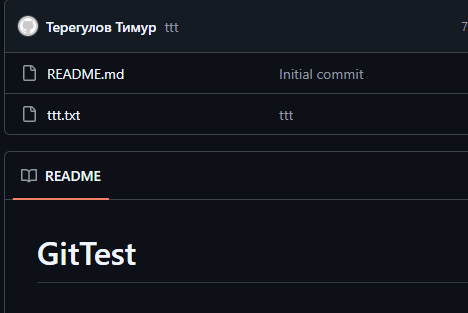 Терегулов Тимур ttt
README.md Initial commit
ttt.txt ttt
README
GitTest